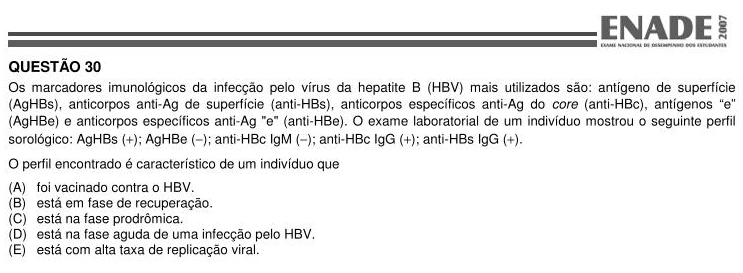 ENADE 2007
EXAME NACIONAL DE DESEMPENHO DOS ESTUDANTES
QUESTÃO 30
Os marcadores imunológicos da infecção pelo vírus da hepatite B (HBV) mais utilizados são: antígeno de superfície
(AgHBs), anticorpos anti-Ag de superfície (anti-HBs), anticorpos específicos anti-Ag do core (anti-HBc), antígenos “e”
(AgHBe) e anticorpos específicos anti-Ag "e" (anti-HBe). O exame laboratorial de um indivíduo mostrou o seguinte perfil
sorológico: AgHBs (+); AgHBe (–); anti-HBc IgM (–); anti-HBc IgG (+); anti-HBs IgG (+).
O perfil encontrado é característico de um indivíduo que
(A) foi vacinado contra o HBV.
(B) está em fase de recuperação.
(C) está na fase prodrômica.
(D) está na fase aguda de uma infecção pelo HBV.
(E) está com alta taxa de replicação viral.